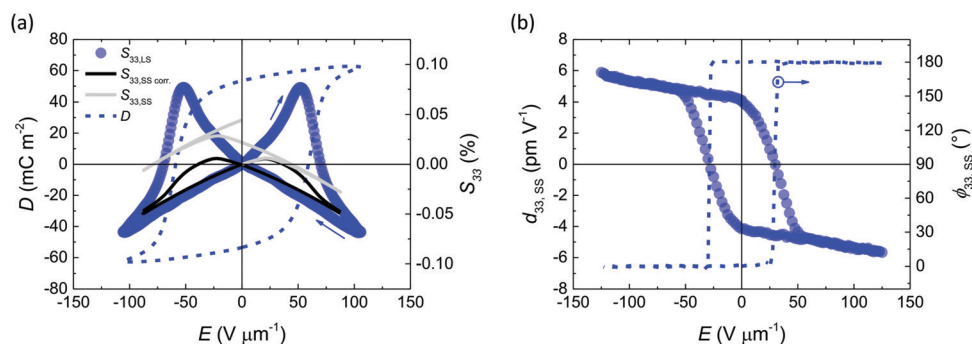 (a)
80
60
40
20
0
-20
-40
-60
-80
D (mC m⁻²)
S₃₃,LS
S₃₃,SS corr.
S₃₃,SS
D
0.10
0.05
0.00
-0.05
-0.10
S₃₃ (%)
-150 -100 -50 0 50 100 150
E (V μm⁻¹)
(b)
8
6
4
2
0
-2
-4
-6
-8
d₃₃, SS (pm V⁻¹)
180
150
120
90
60
30
0
ϕ₃₃, SS (°)
-150 -100 -50 0 50 100 150
E (V μm⁻¹)